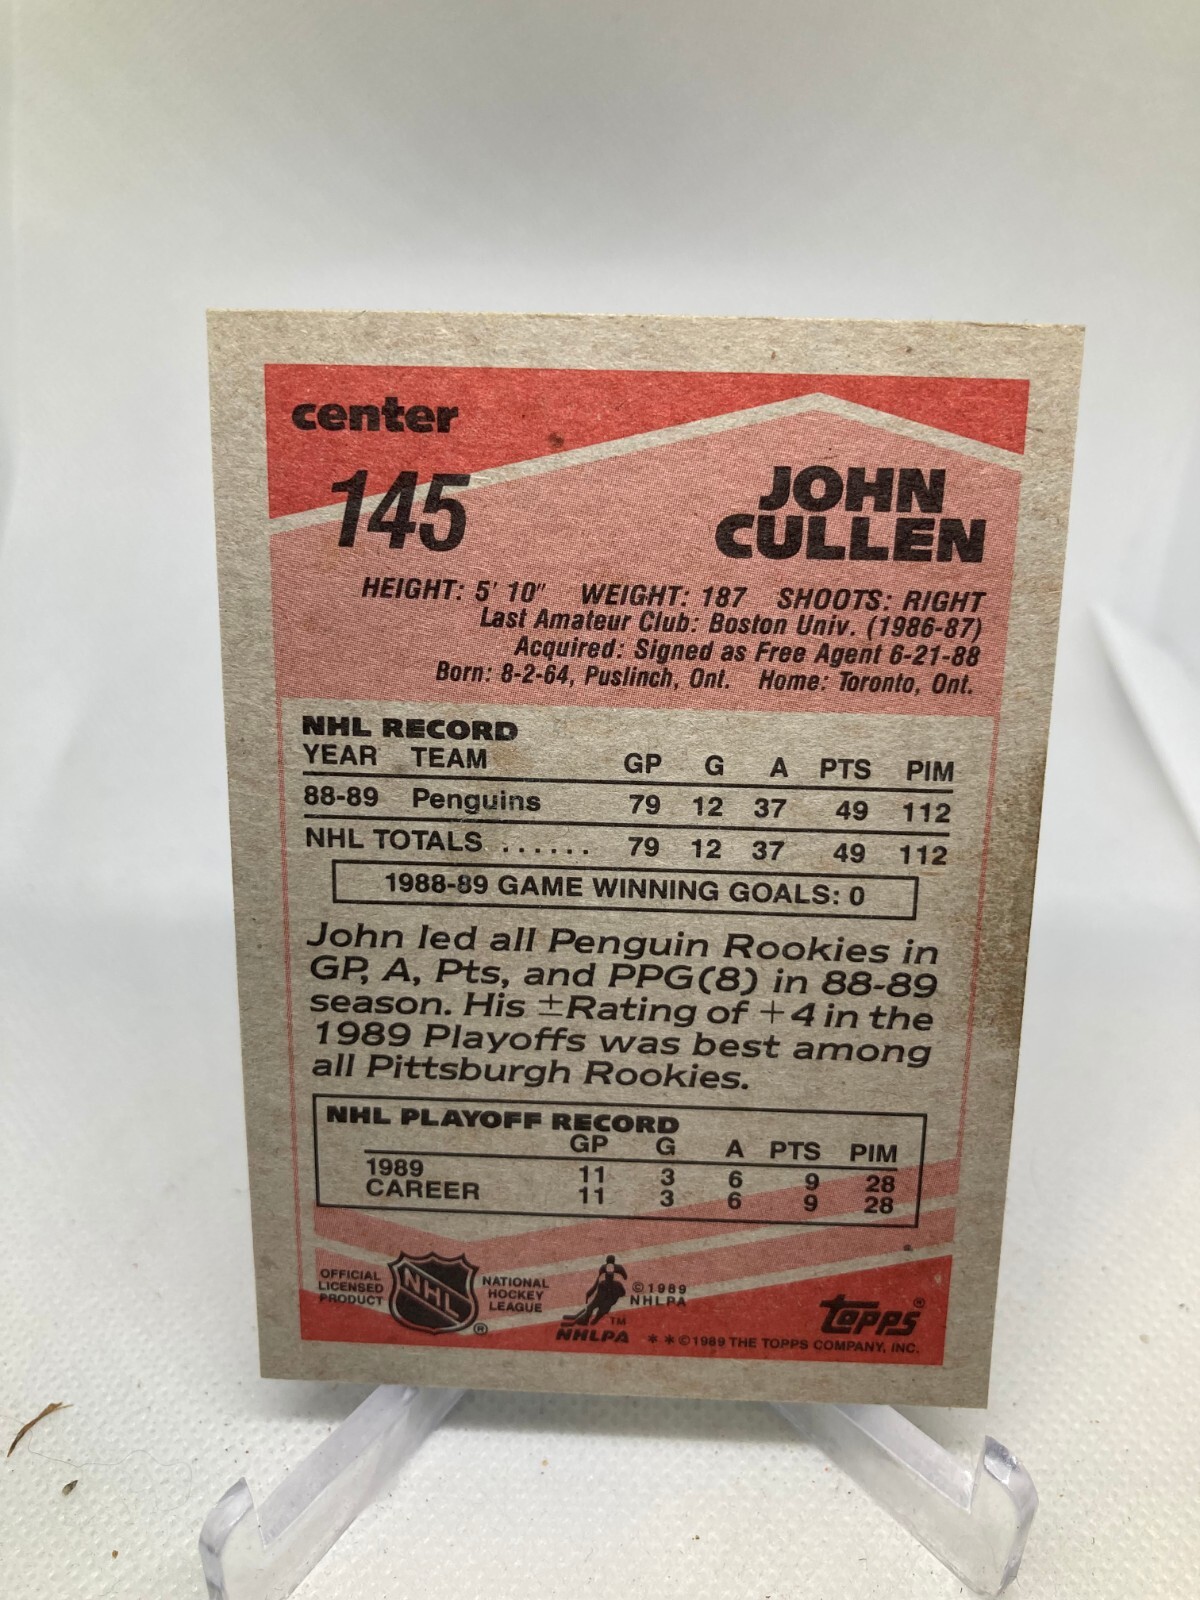 center
145
JOHN
CULLEN
HEIGHT: 5' 10" WEIGHT: 187 SHOOTS: RIGHT
Last Amateur Club: Boston Univ. (1986-87)
Acquired: Signed as Free Agent 6-21-88
Born: 8-2-64, Puslinch, Ont. Home: Toronto, Ont.
NHL RECORD
YEAR TEAM GP G A PTS PIM
88-89 Penguins 79 12 37 49 112
NHL TOTALS ...... 79 12 37 49 112
1988-89 GAME WINNING GOALS: 0
John led all Penguin Rookies in
GP, A, Pts, and PPG(8) in 88-89
season. His ±Rating of +4 in the
1989 Playoffs was best among
all Pittsburgh Rookies.
NHL PLAYOFF RECORD
GP G A PTS PIM
1989 11 3 6 9 28
CAREER 11 3 6 9 28
OFFICIAL
LICENSED
PRODUCT
NHL
®
NATIONAL
HOCKEY
LEAGUE
TM
NHLPA
©1989
NHLPA
topps®
**©1989 THE TOPPS COMPANY, INC.